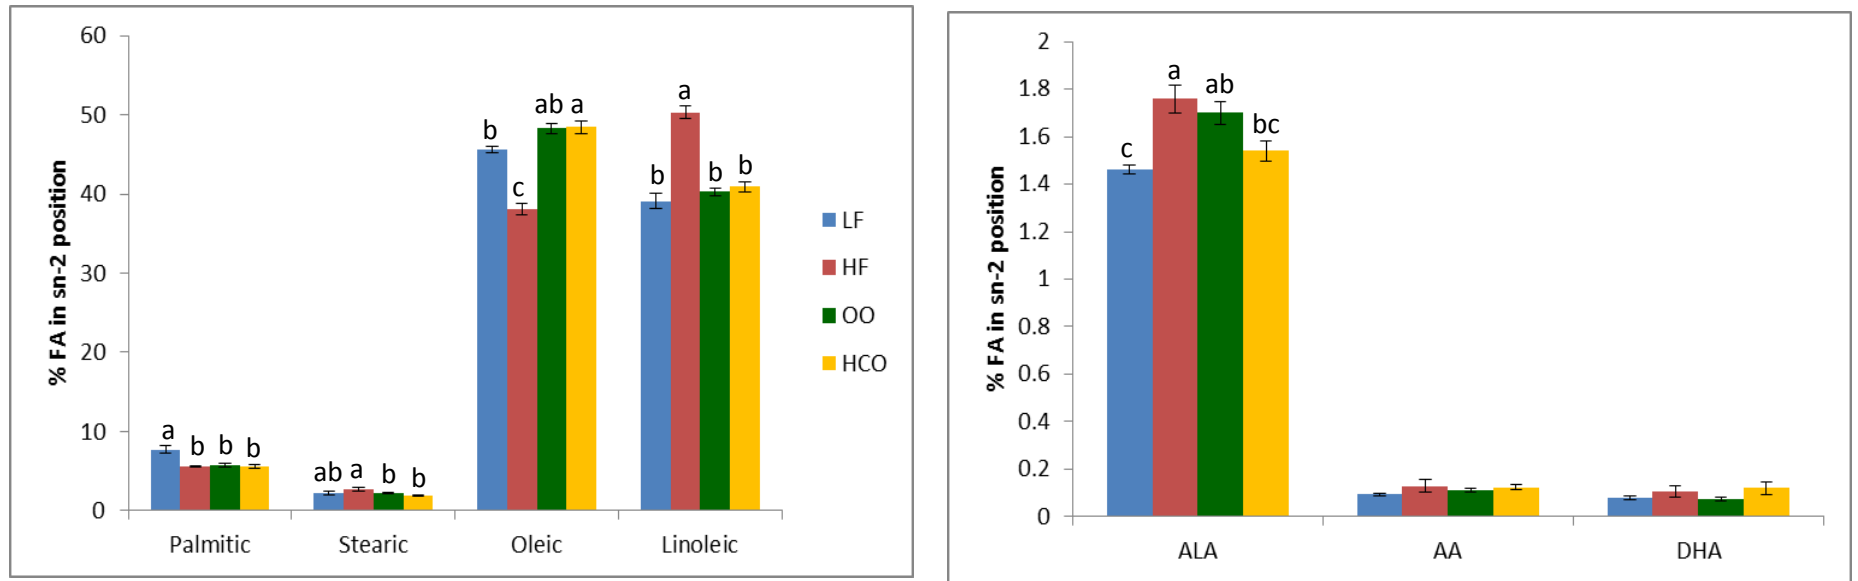 60
50
40
30
20
10
0
% FA in sn-2 position
a b b b
ab a b b
b c ab a
b a b b
Palmitic Stearic Oleic Linoleic
LF
HF
OO
HCO
2
1.8
1.6
1.4
1.2
1
0.8
0.6
0.4
0.2
0
% FA in sn-2 position
c a ab bc
ALA AA DHA